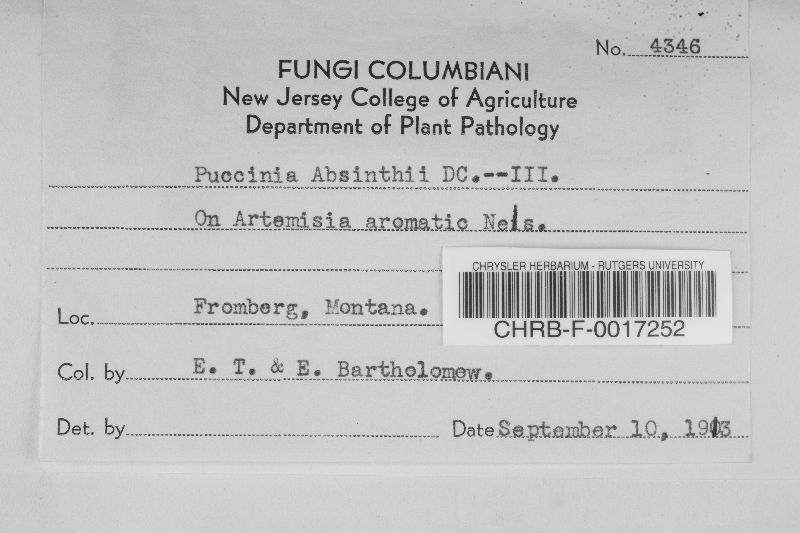 No. 4346
FUNGI COLUMBIANI
New Jersey College of Agriculture
Department of Plant Pathology
Puccinia Absinthii DC.--III.
On Artemisia aromatic Nels.
CHRYSLER HERBARIUM - RUTGERS UNIVERSITY
CHRB-F-0017252
Loc. Fromberg, Montana.
Col. by E. T. & E. Bartholomew.
Det. by Date September 10, 1913